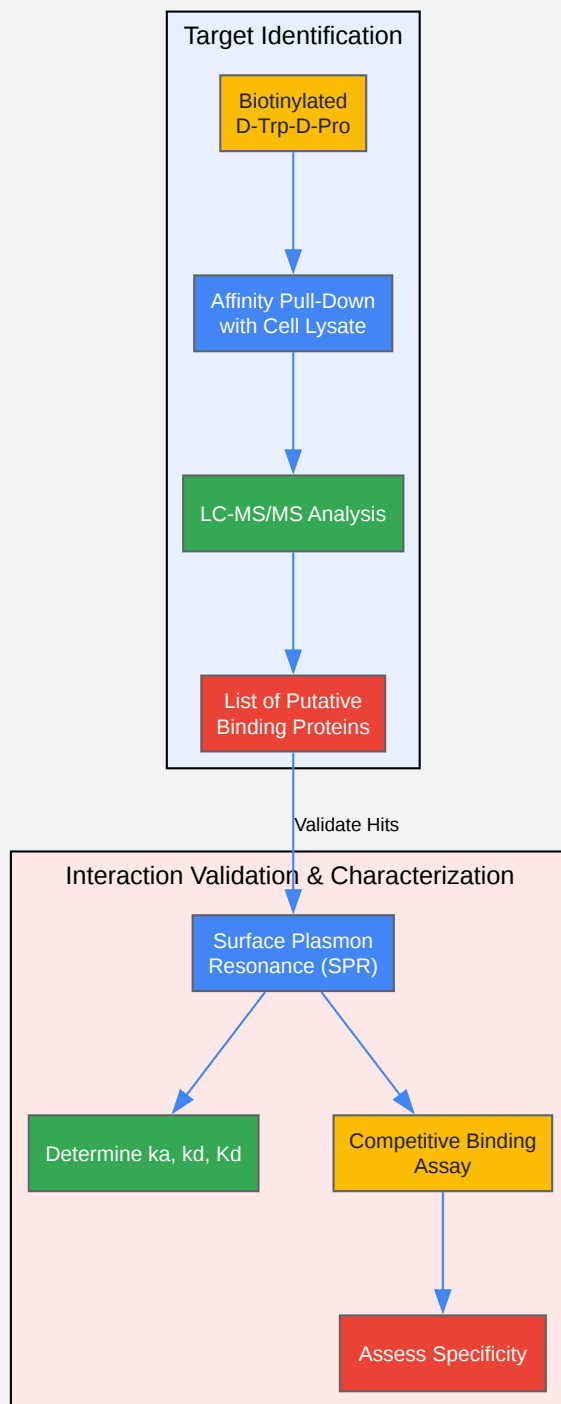 Target Identification
Biotinylated
D-Trp-D-Pro
Affinity Pull-Down
with Cell Lysate
LC-MS/MS Analysis
List of Putative
Binding Proteins
Validate Hits
Interaction Validation & Characterization
Surface Plasmon
Resonance (SPR)
Determine ka, kd, Kd
Competitive Binding
Assay
Assess Specificity